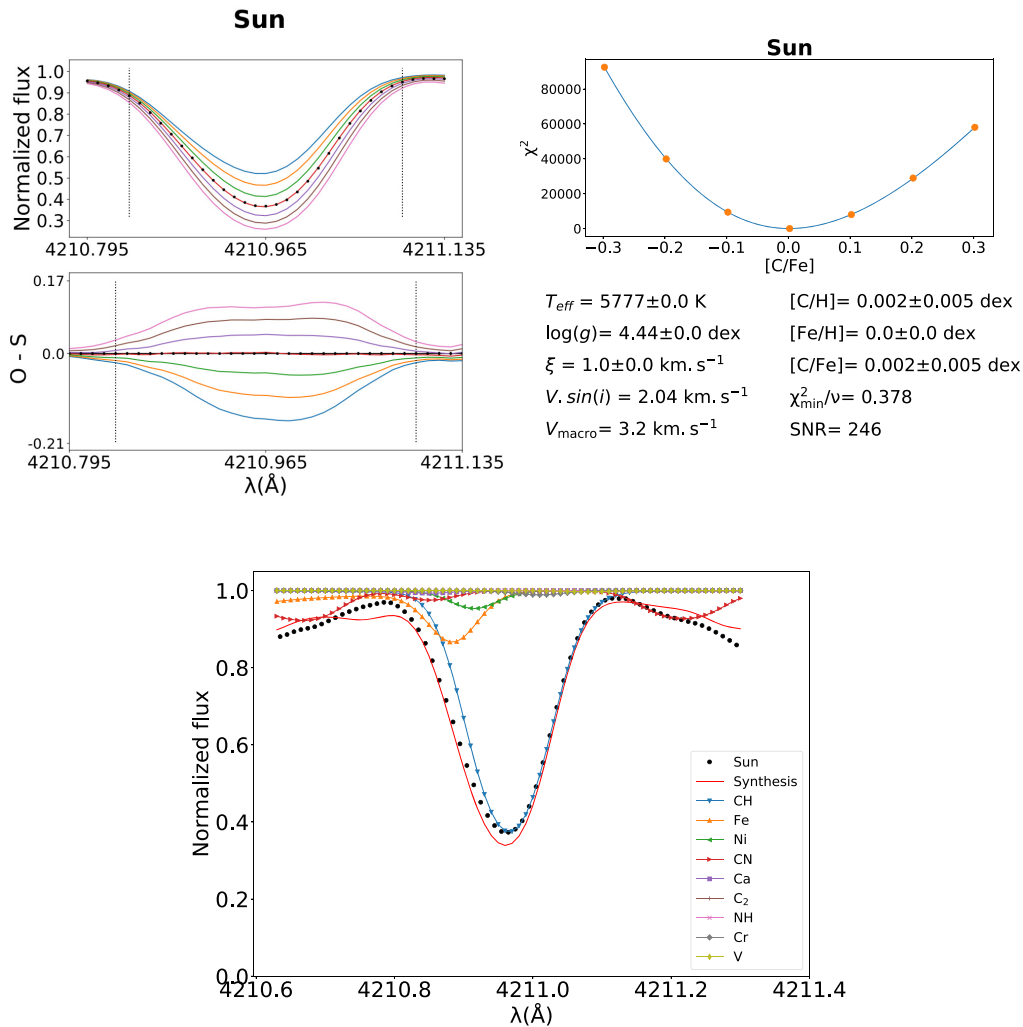 Sun
Normalized flux
1.0
0.9
0.8
0.7
0.6
0.5
0.4
0.3
4210.795 4210.965 4211.135
O - S
0.17
0.0
-0.21
4210.795 4210.965 4211.135
λ(Å)
Sun
χ²
80000
60000
40000
20000
0
−0.3 −0.2 −0.1 0.0 0.1 0.2 0.3
[C/Fe]
T_eff = 5777±0.0 K
log(g) = 4.44±0.0 dex
ξ = 1.0±0.0 km. s⁻¹
V. sin(i) = 2.04 km. s⁻¹
V_macro= 3.2 km. s⁻¹
[C/H]= 0.002±0.005 dex
[Fe/H]= 0.0±0.0 dex
[C/Fe]= 0.002±0.005 dex
χ²_min/ν= 0.378
SNR= 246
Normalized flux
1.0
0.8
0.6
0.4
0.2
0.0
4210.6 4210.8 4211.0 4211.2 4211.4
λ(Å)
Sun
Synthesis
CH
Fe
Ni
CN
Ca
C₂
NH
Cr
V